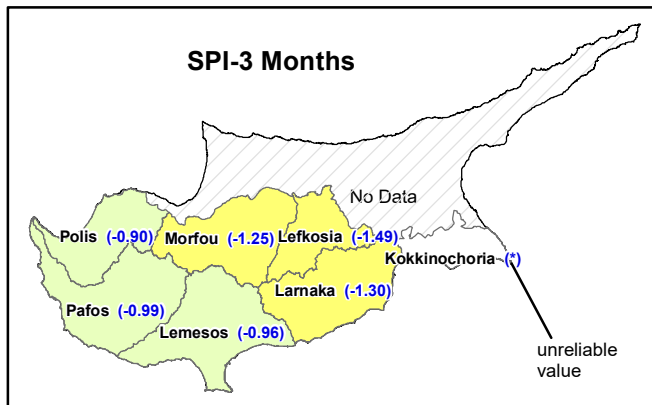 SPI-3 Months
No Data
Polis (-0.90)
Morfou (-1.25)
Lefkosia (-1.49)
Kokkinochoria (*)
Pafos (-0.99)
Larnaka (-1.30)
Lemesos (-0.96)
unreliable
value